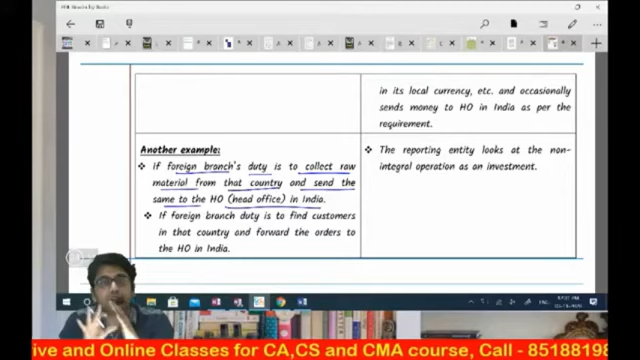 in its local currency, etc. and occasionally
sends money to HO in India as per the
requirement.
Another example:
❖ If foreign branch's duty is to collect raw
material from that country and send the
same to the HO (head office) in India.
❖ If foreign branch duty is to find customers
in that country and forward the orders to
the HO in India.
❖ The reporting entity looks at the non-
integral operation as an investment.
ive and Online Classes for CA,CS and CMA course, Call - 85188198